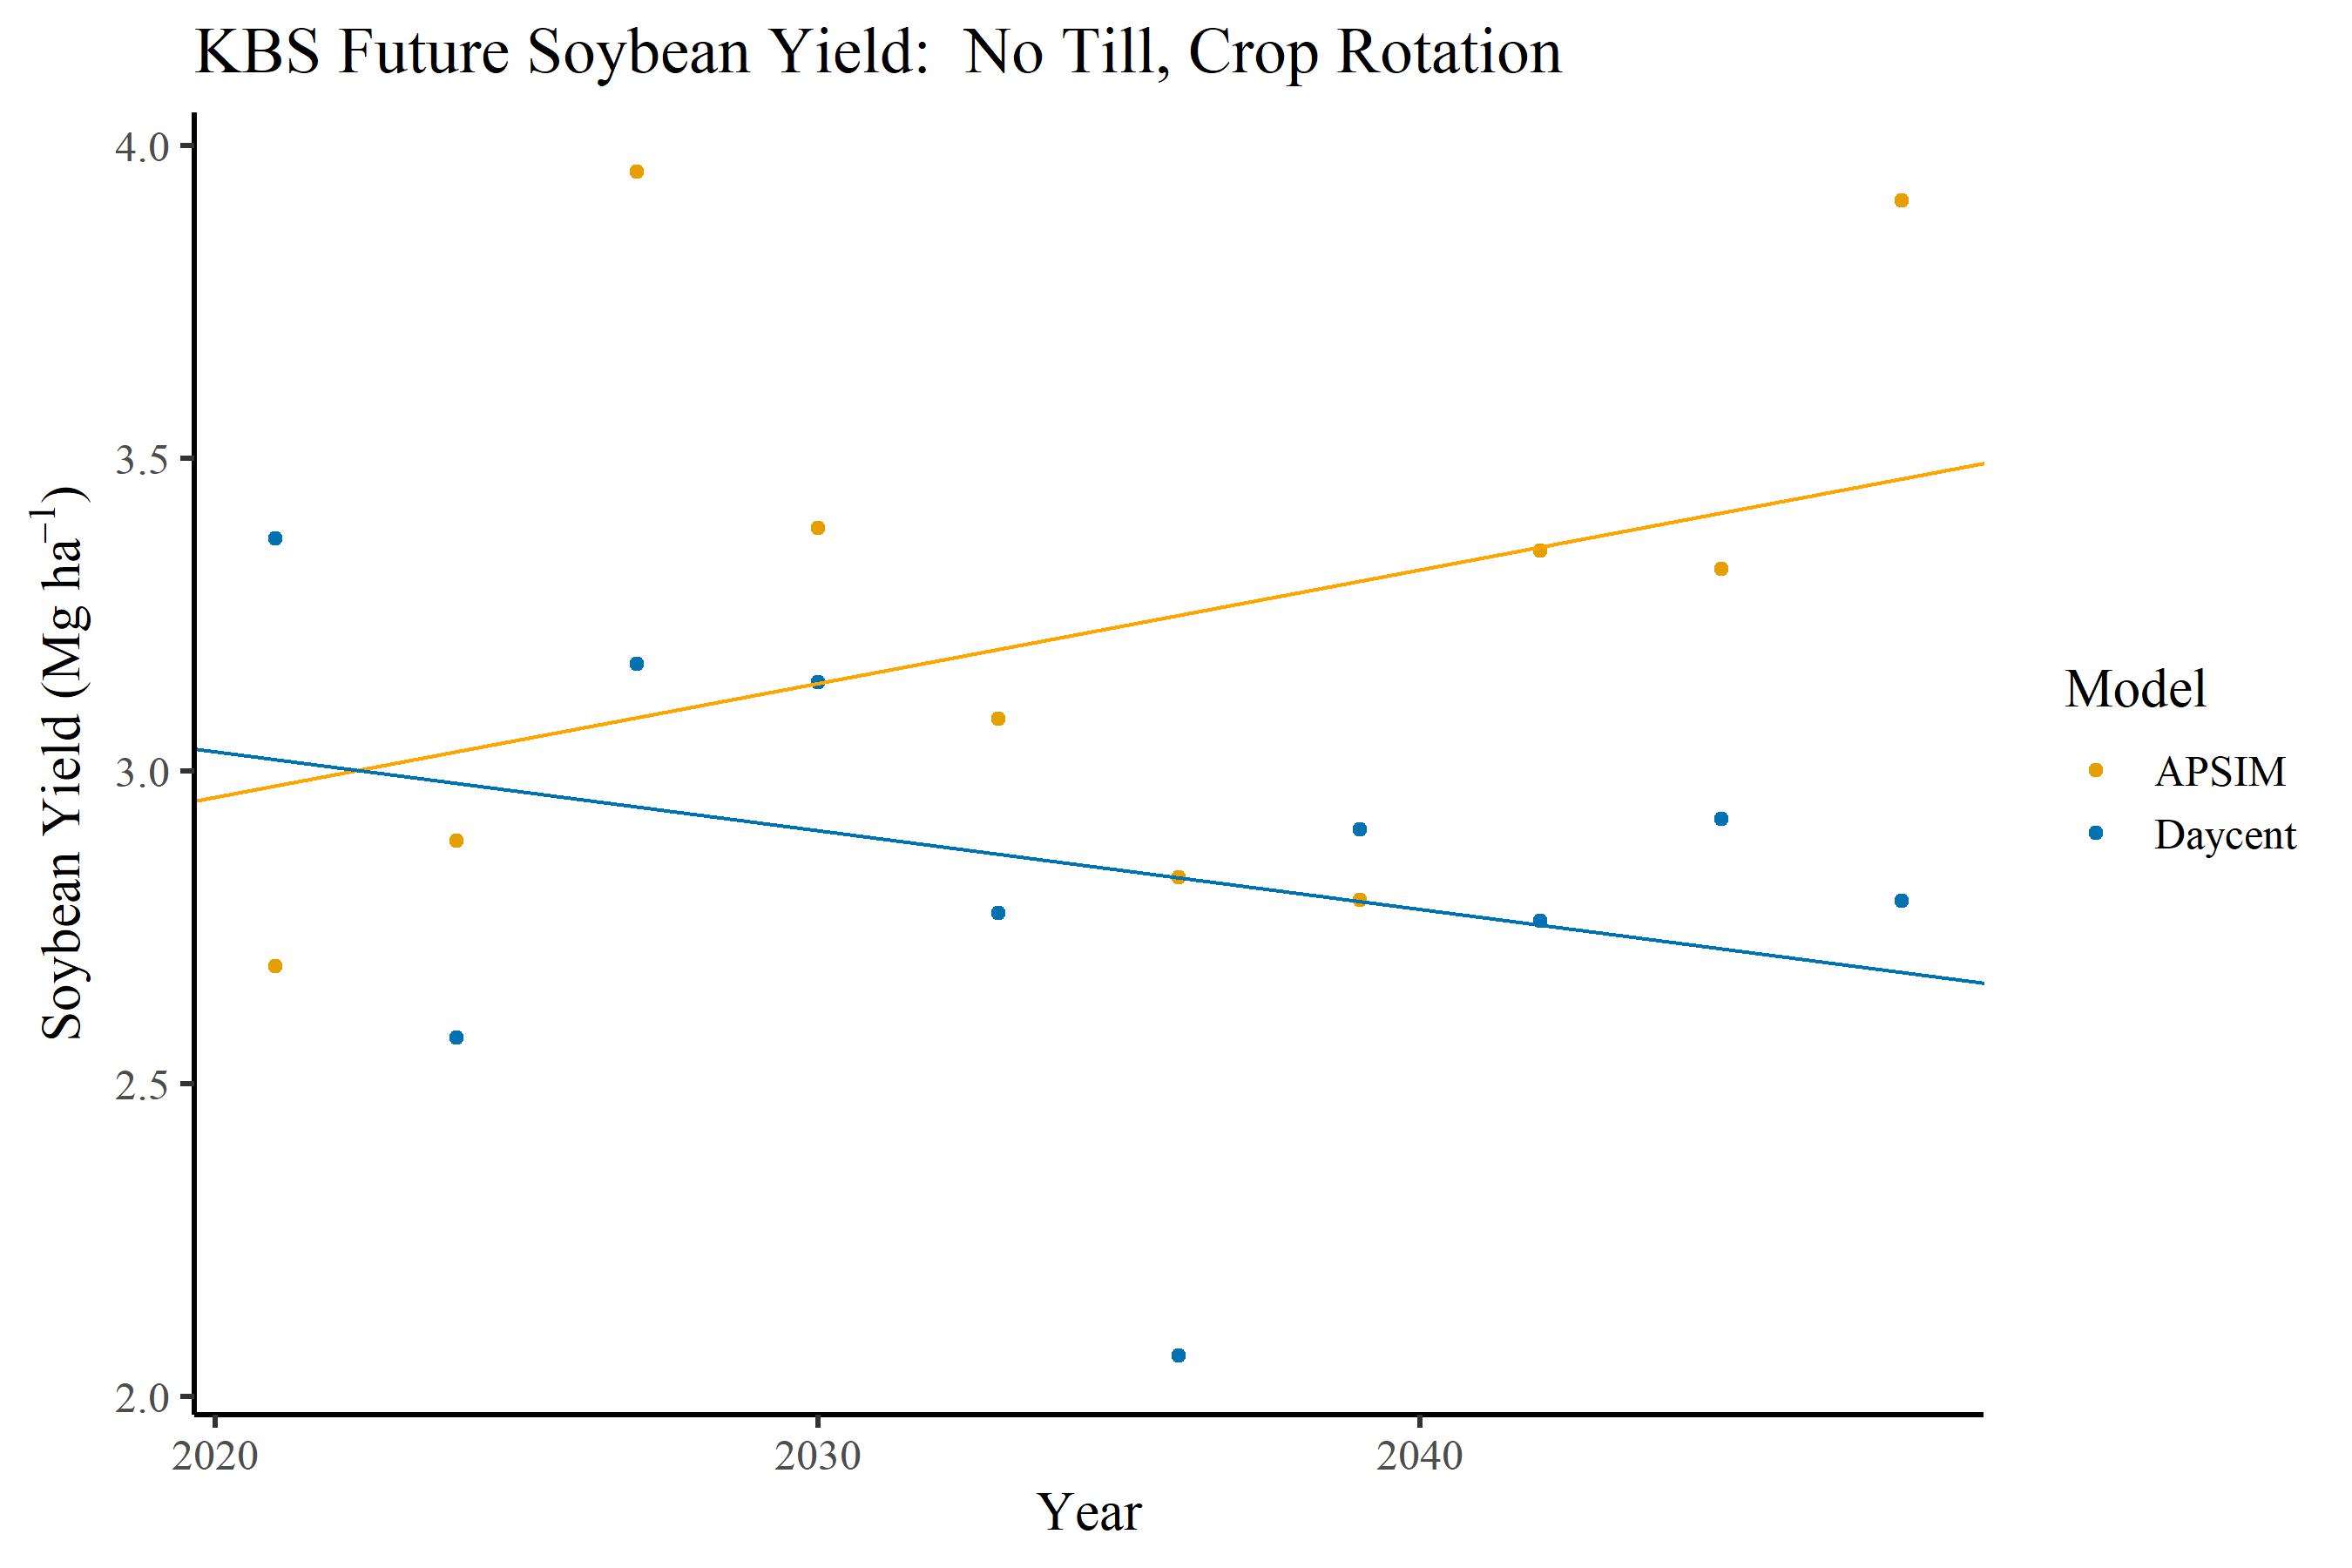 KBS Future Soybean Yield:  No Till, Crop Rotation
Soybean Yield (Mg ha⁻¹)
4.0
3.5
3.0
2.5
2.0
2020
2030
2040
Year
Model
APSIM
Daycent